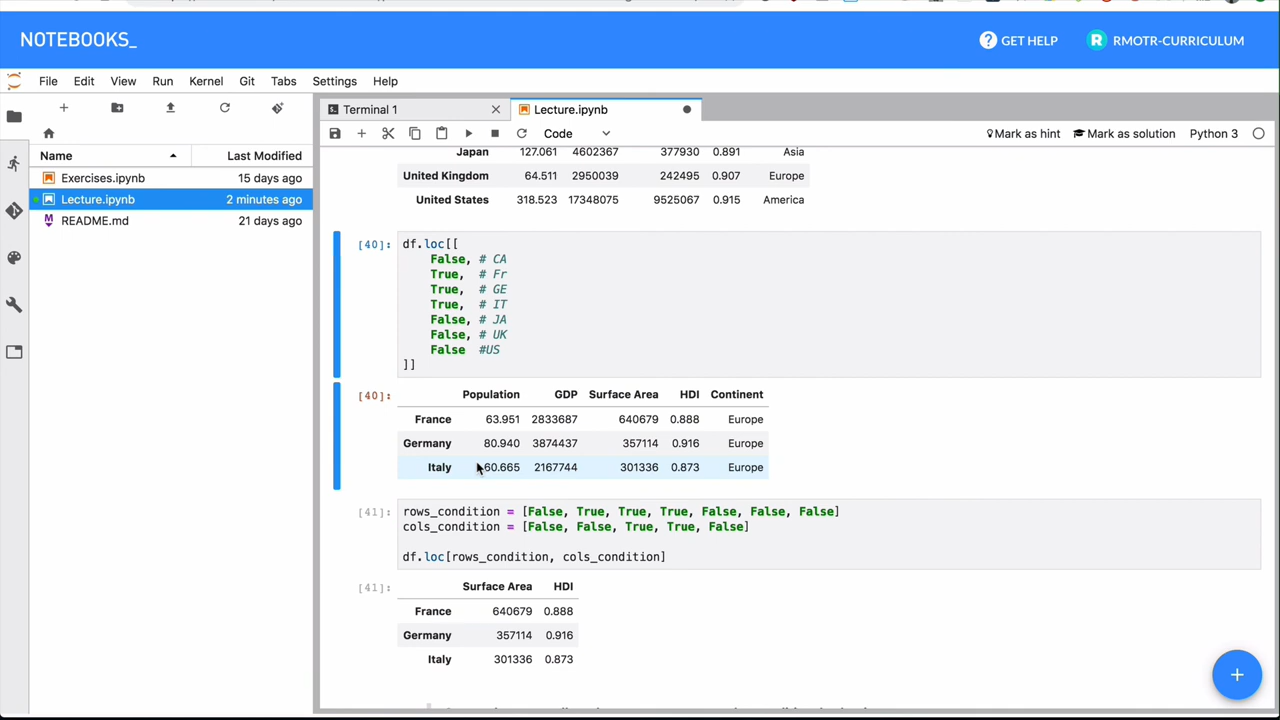 NOTEBOOKS_
GET HELP
R RMOTR-CURRICULUM
File Edit View Run Kernel Git Tabs Settings Help
Name Last Modified
Exercises.ipynb 15 days ago
Lecture.ipynb 2 minutes ago
README.md 21 days ago
Terminal 1
Lecture.ipynb
Code
Mark as hint
Mark as solution
Python 3
Japan 127.061 4602367 377930 0.891 Asia
United Kingdom 64.511 2950039 242495 0.907 Europe
United States 318.523 17348075 9525067 0.915 America
[40]: df.loc[[
False, # CA
True, # Fr
True, # GE
True, # IT
False, # JA
False, # UK
False #US
]]
[40]: Population GDP Surface Area HDI Continent
France 63.951 2833687 640679 0.888 Europe
Germany 80.940 3874437 357114 0.916 Europe
Italy 60.665 2167744 301336 0.873 Europe
[41]: rows_condition = [False, True, True, True, False, False, False]
cols_condition = [False, False, True, True, False]
df.loc[rows_condition, cols_condition]
[41]: Surface Area HDI
France 640679 0.888
Germany 357114 0.916
Italy 301336 0.873